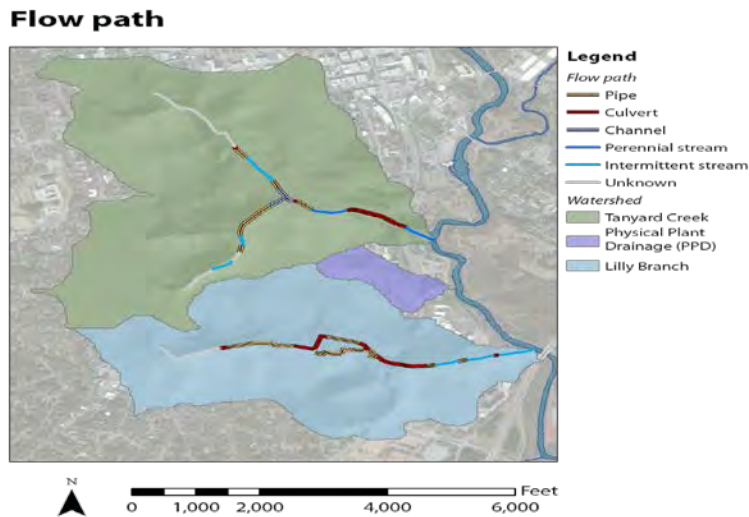 Flow path
Legend
Flow path
Pipe
Culvert
Channel
Perennial stream
Intermittent stream
Unknown
Watershed
Tanyard Creek
Physical Plant
Drainage (PPD)
Lilly Branch
N
Feet
0 1,000 2,000 4,000 6,000